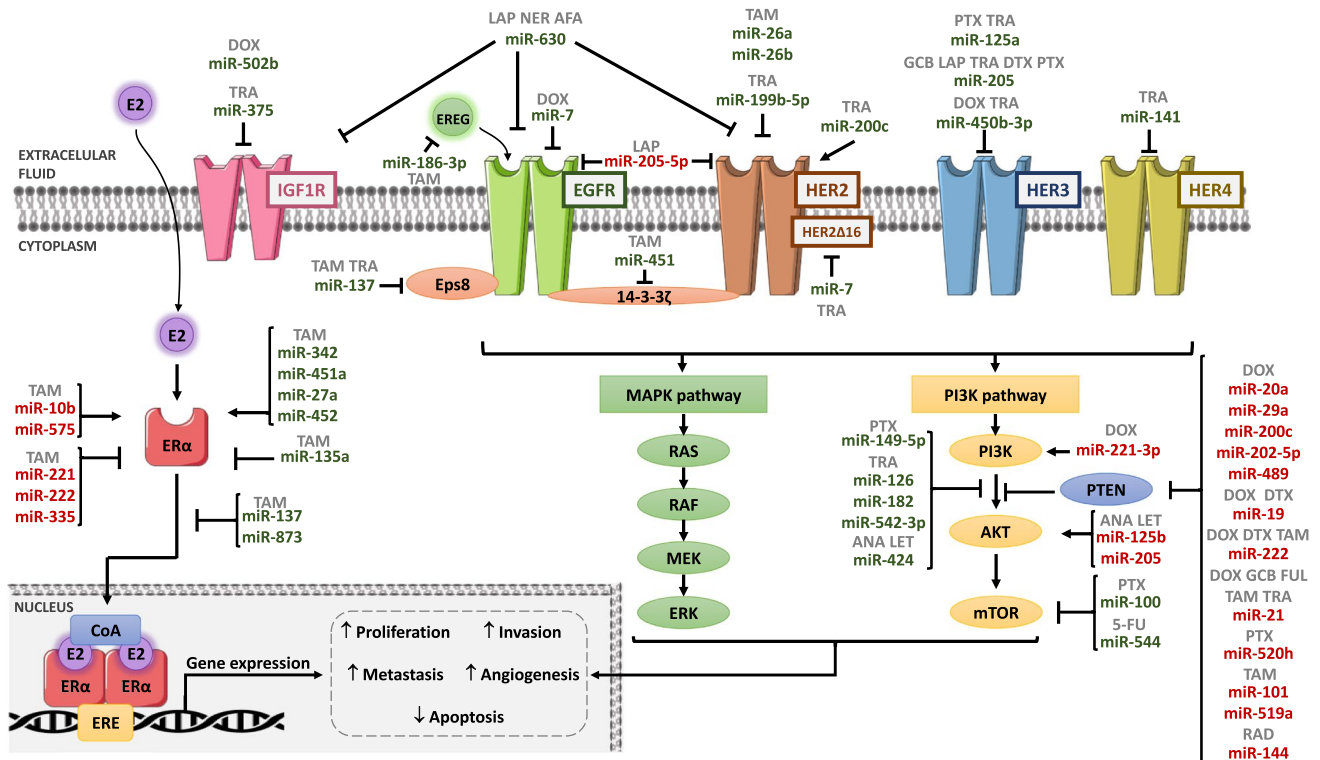 LAP NER AFA
miR-630
DOX
miR-502b
TRA
miR-375
E2
EREG
DOX
miR-7
miR-186-3p
TAM
LAP
miR-205-5p
TAM
miR-26a
miR-26b
TRA
miR-199b-5p
TRA
miR-200c
PTX TRA
miR-125a
GCB LAP TRA DTX PTX
miR-205
DOX TRA
miR-450b-3p
TRA
miR-141
EXTRACELULAR
FLUID
CYTOPLASM
IGF1R
EGFR
HER2
HER2Δ16
HER3
HER4
TAM TRA
miR-137
Eps8
TAM
miR-451
14-3-3ζ
miR-7
TRA
E2
TAM
miR-342
miR-451a
miR-27a
miR-452
TAM
miR-10b
miR-575
ERα
TAM
miR-221
miR-222
miR-335
TAM
miR-135a
TAM
miR-137
miR-873
MAPK pathway
RAS
RAF
MEK
ERK
PI3K pathway
PI3K
AKT
mTOR
PTX
miR-149-5p
TRA
miR-126
miR-182
miR-542-3p
ANA LET
miR-424
DOX
miR-221-3p
PTEN
ANA LET
miR-125b
miR-205
PTX
miR-100
5-FU
miR-544
DOX
miR-20a
miR-29a
miR-200c
miR-202-5p
miR-489
DOX DTX
miR-19
DOX DTX TAM
miR-222
DOX GCB FUL
TAM TRA
miR-21
PTX
miR-520h
TAM
miR-101
miR-519a
RAD
miR-144
NUCLEUS
CoA
E2
E2
ERα
ERα
ERE
Gene expression
↑ Proliferation
↑ Invasion
↑ Metastasis
↑ Angiogenesis
↓ Apoptosis